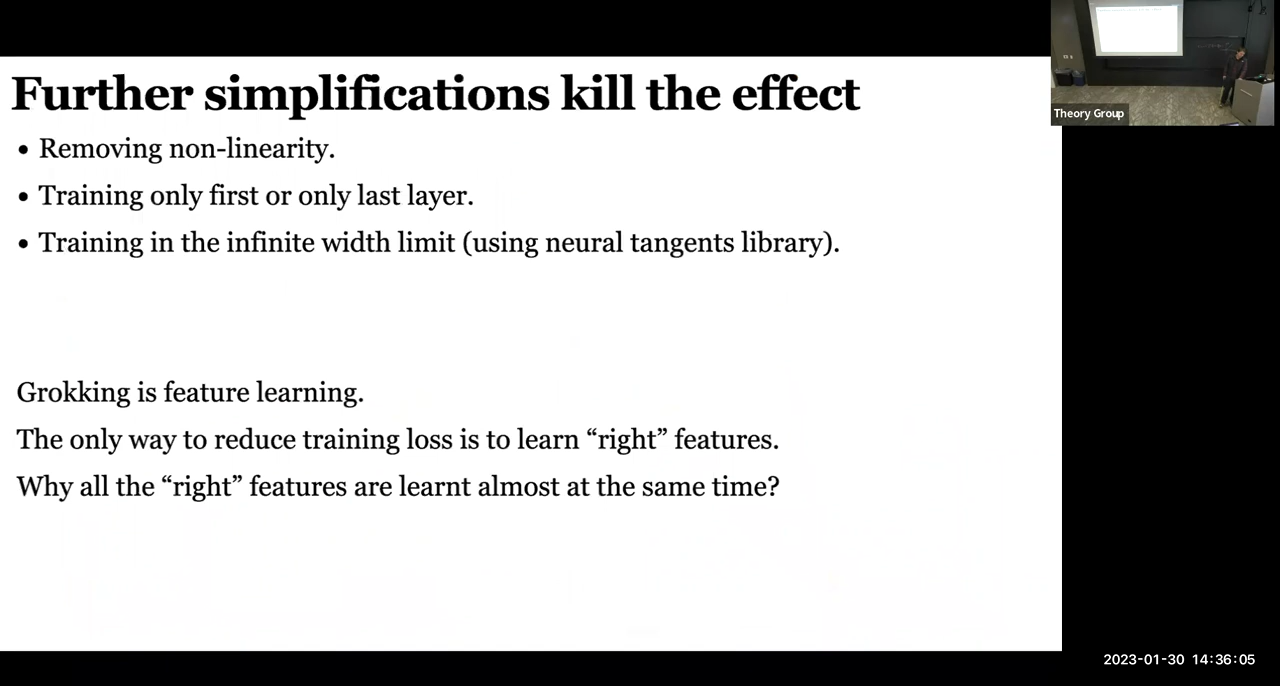 Further simplifications kill the effect
• Removing non-linearity.
• Training only first or only last layer.
• Training in the infinite width limit (using neural tangents library).
Grokking is feature learning.
The only way to reduce training loss is to learn “right” features.
Why all the “right” features are learnt almost at the same time?
Theory Group
2023-01-30 14:36:05